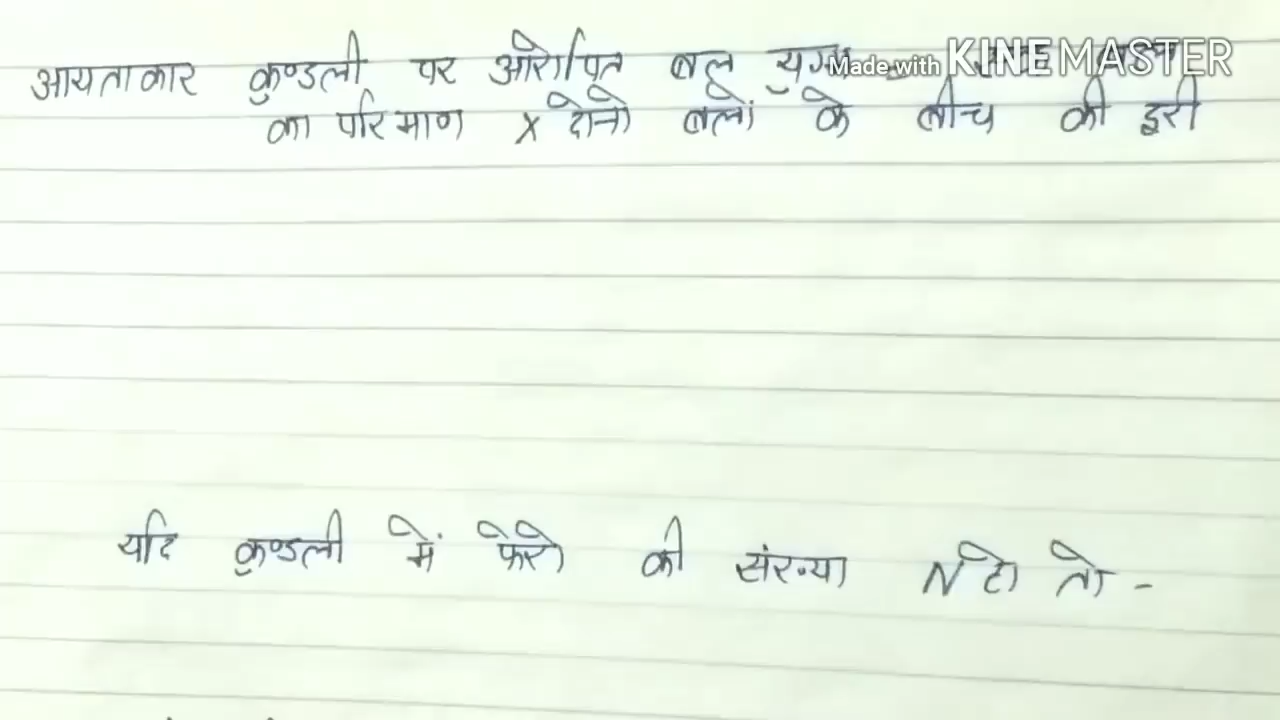 आयताकार कुण्डली पर आरोपित बल युग्म
Made with KINEMASTER
का परिमाण x दोनो बलों के बीच की दूरी
यदि कुण्डली में फेरो की संख्या N हो तो -